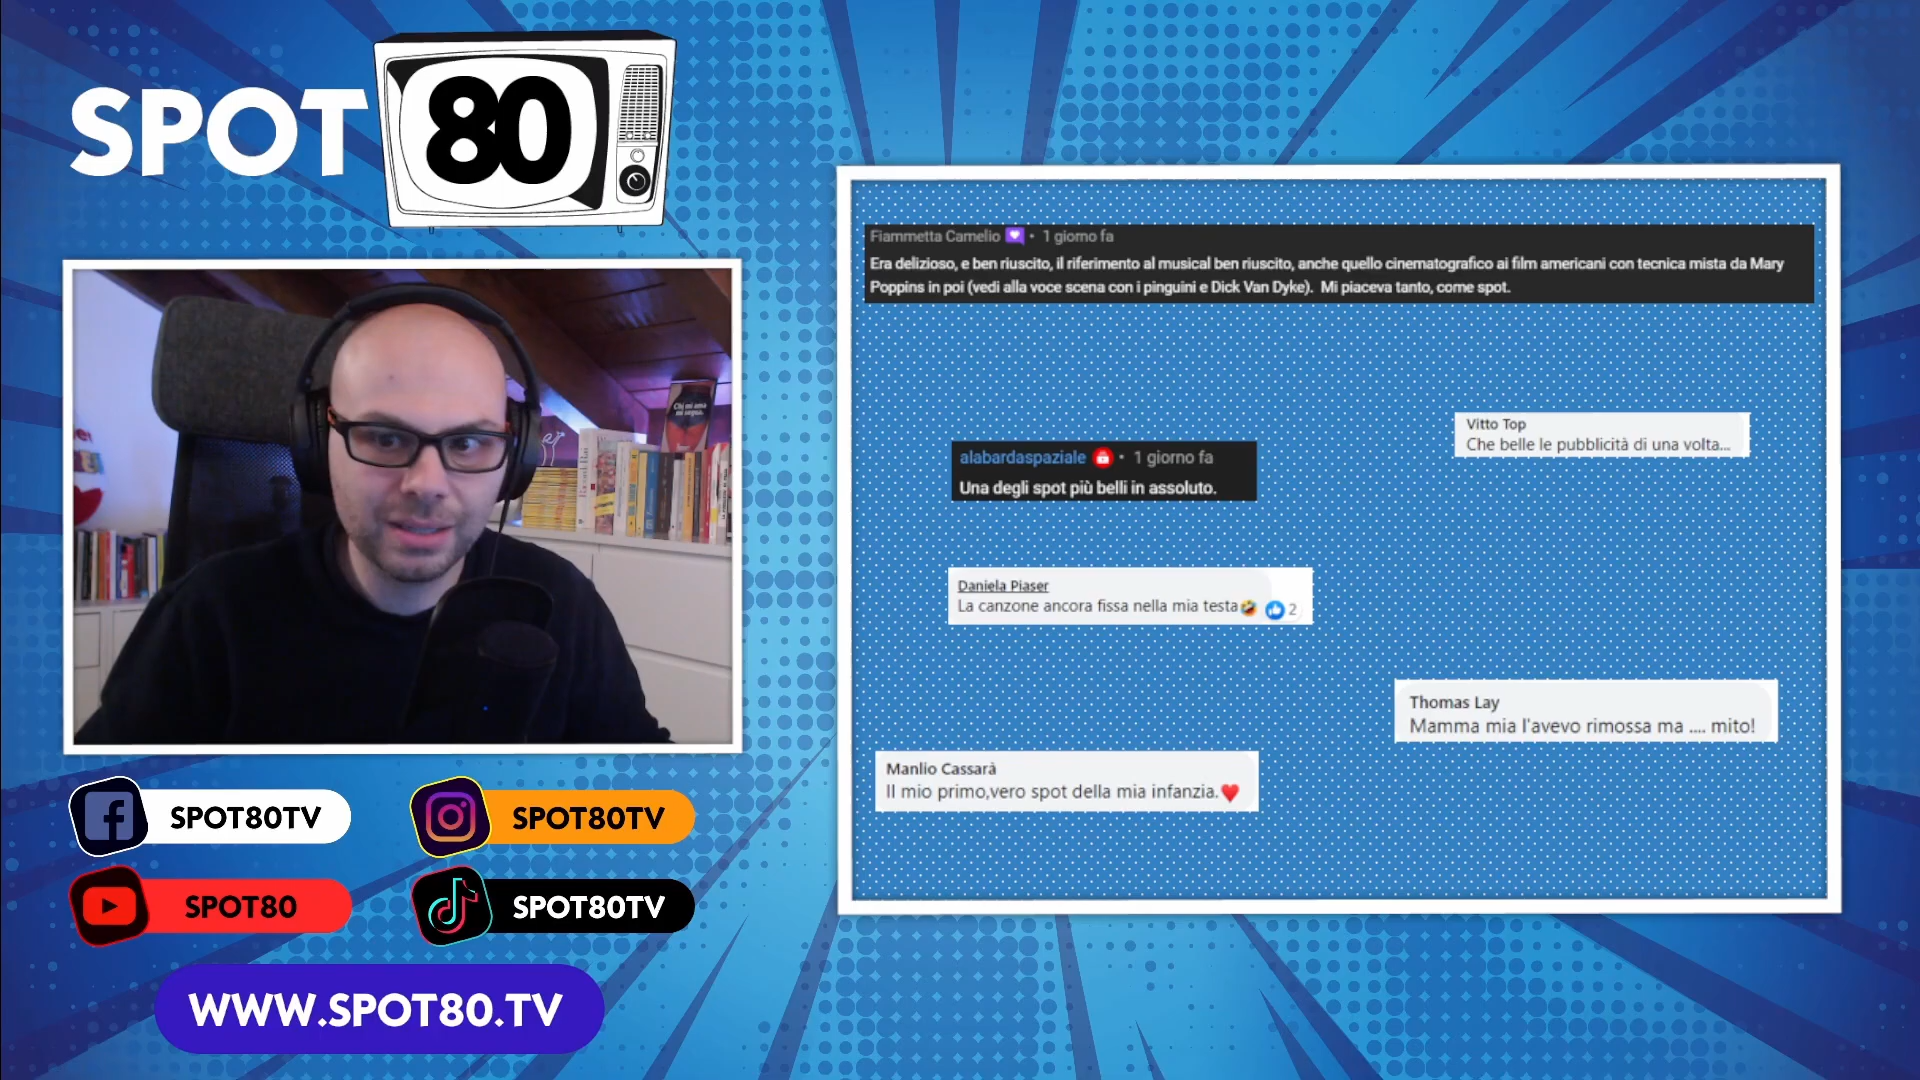 SPOT 80
Fiammetta Camelio • 1 giorno fa
Era delizioso, e ben riuscito, il riferimento al musical ben riuscito, anche quello cinematografico ai film americani con tecnica mista da Mary
Poppins in poi (vedi alla voce scena con i pinguini e Dick Van Dyke). Mi piaceva tanto, come spot.
Vitto Top
Che belle le pubblicità di una volta...
alabardaspaziale • 1 giorno fa
Una degli spot più belli in assoluto.
Daniela Piaser
La canzone ancora fissa nella mia testa🤣 2
Thomas Lay
Mamma mia l'avevo rimossa ma .... mito!
Manlio Cassarà
Il mio primo,vero spot della mia infanzia.❤️
Chi mi ama
mi segua.
SPOT80TV
SPOT80TV
SPOT80
SPOT80TV
WWW.SPOT80.TV